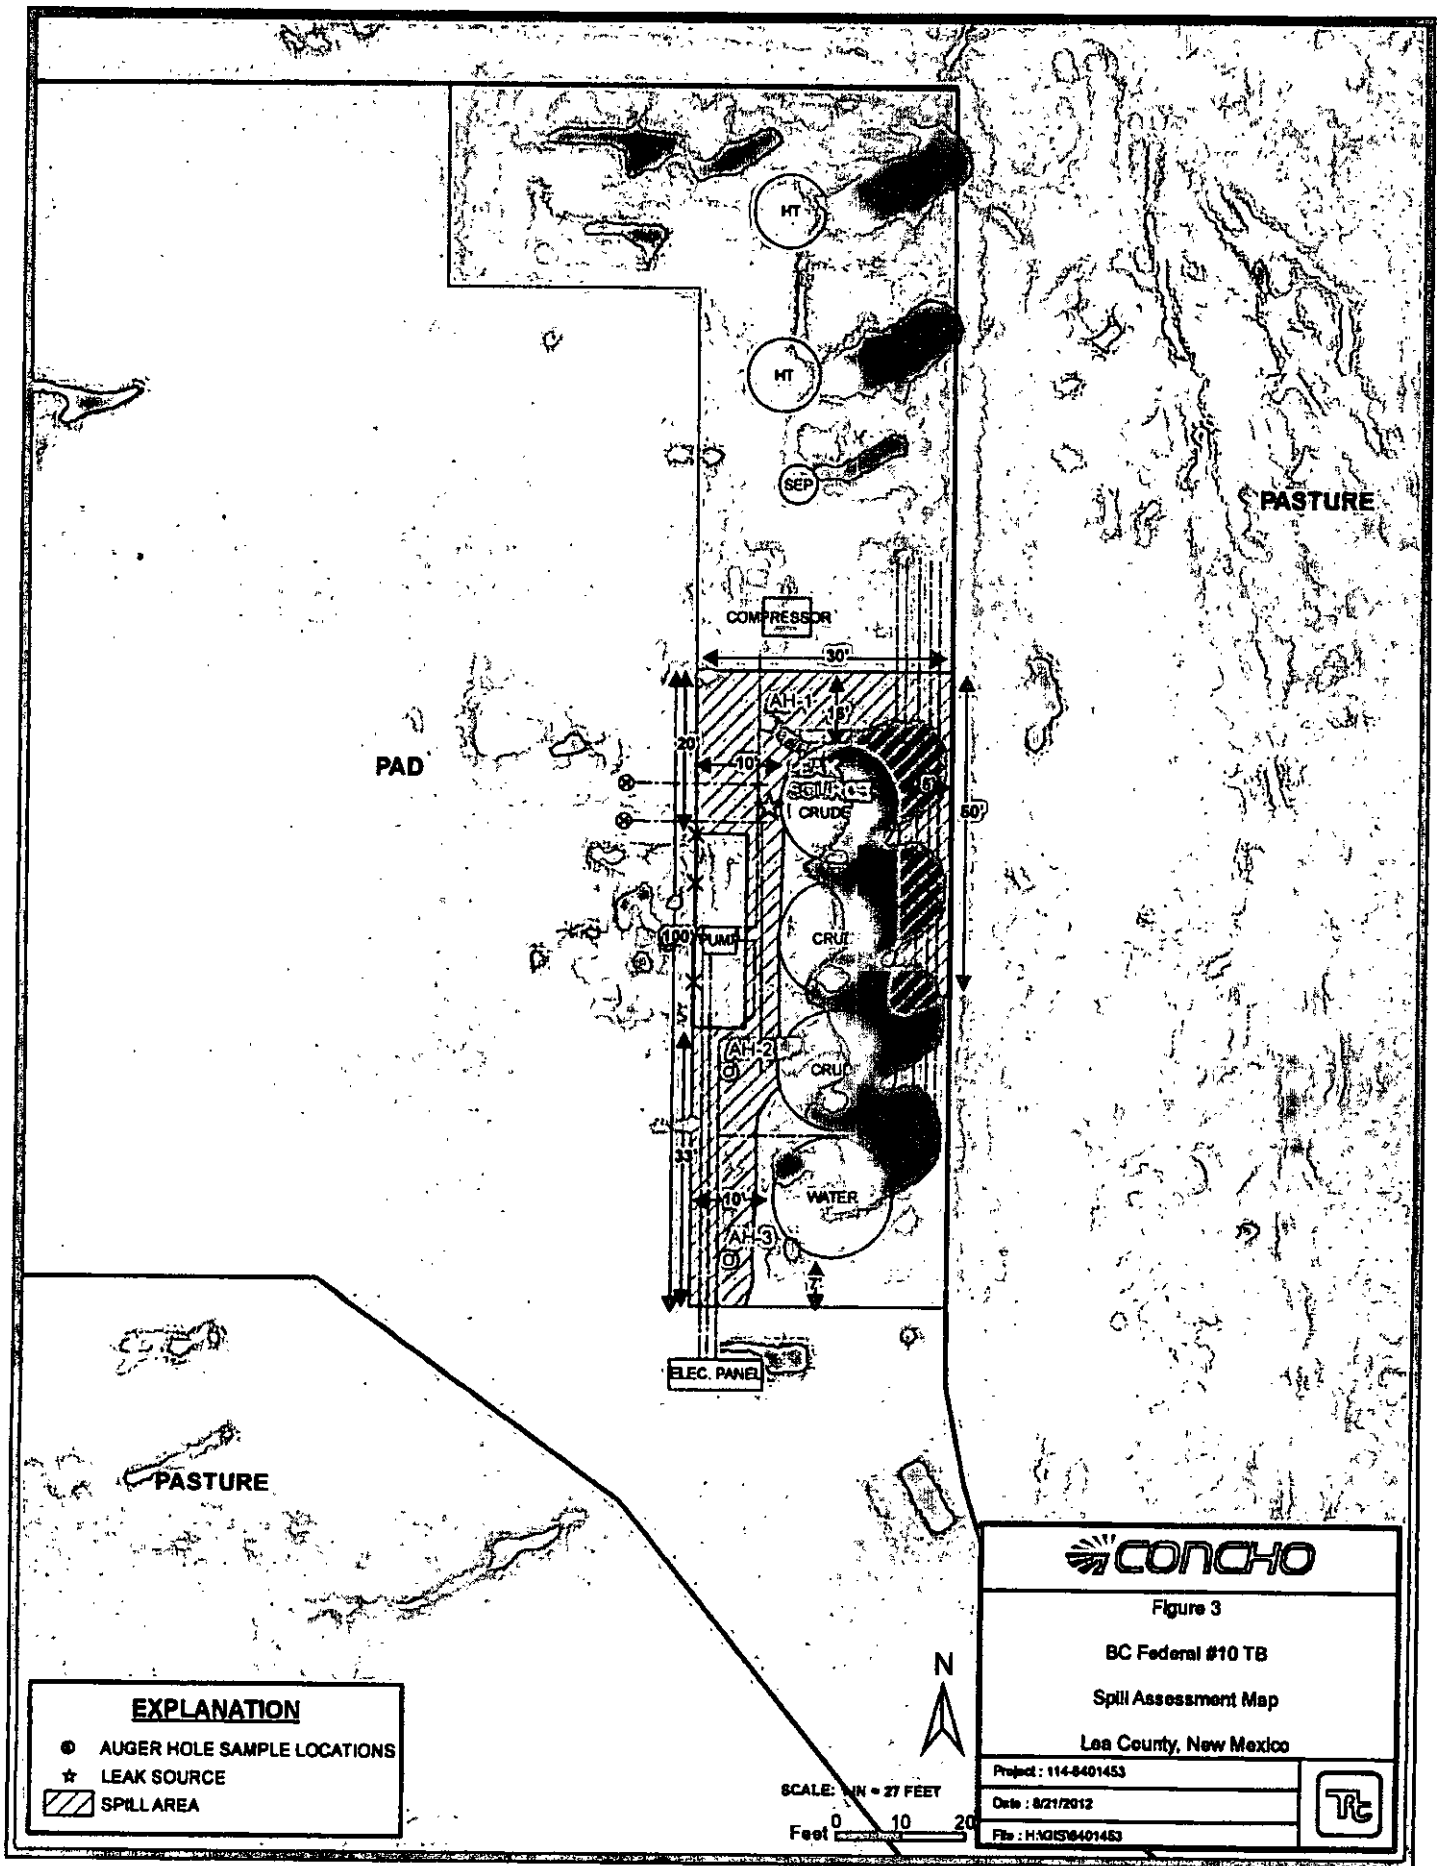 HT
HT
SEP
PASTURE
COMPRESSOR
30'
AH-1
15'
20'
PAD
10'
SOURCE
CRUDE
50'
100'
PUMP
CRU
AH-2
CRU
33'
10'
WATER
AH-3
7'
ELEC. PANEL
PASTURE
CONCHO
Figure 3
BC Federal #10 TB
Spill Assessment Map
Lea County, New Mexico
Project : 114-6401453
Date : 8/21/2012
File : H:\GIS\6401453
N
SCALE: 1 IN = 27 FEET
Feet 0 10 20
EXPLANATION
AUGER HOLE SAMPLE LOCATIONS
LEAK SOURCE
SPILL AREA